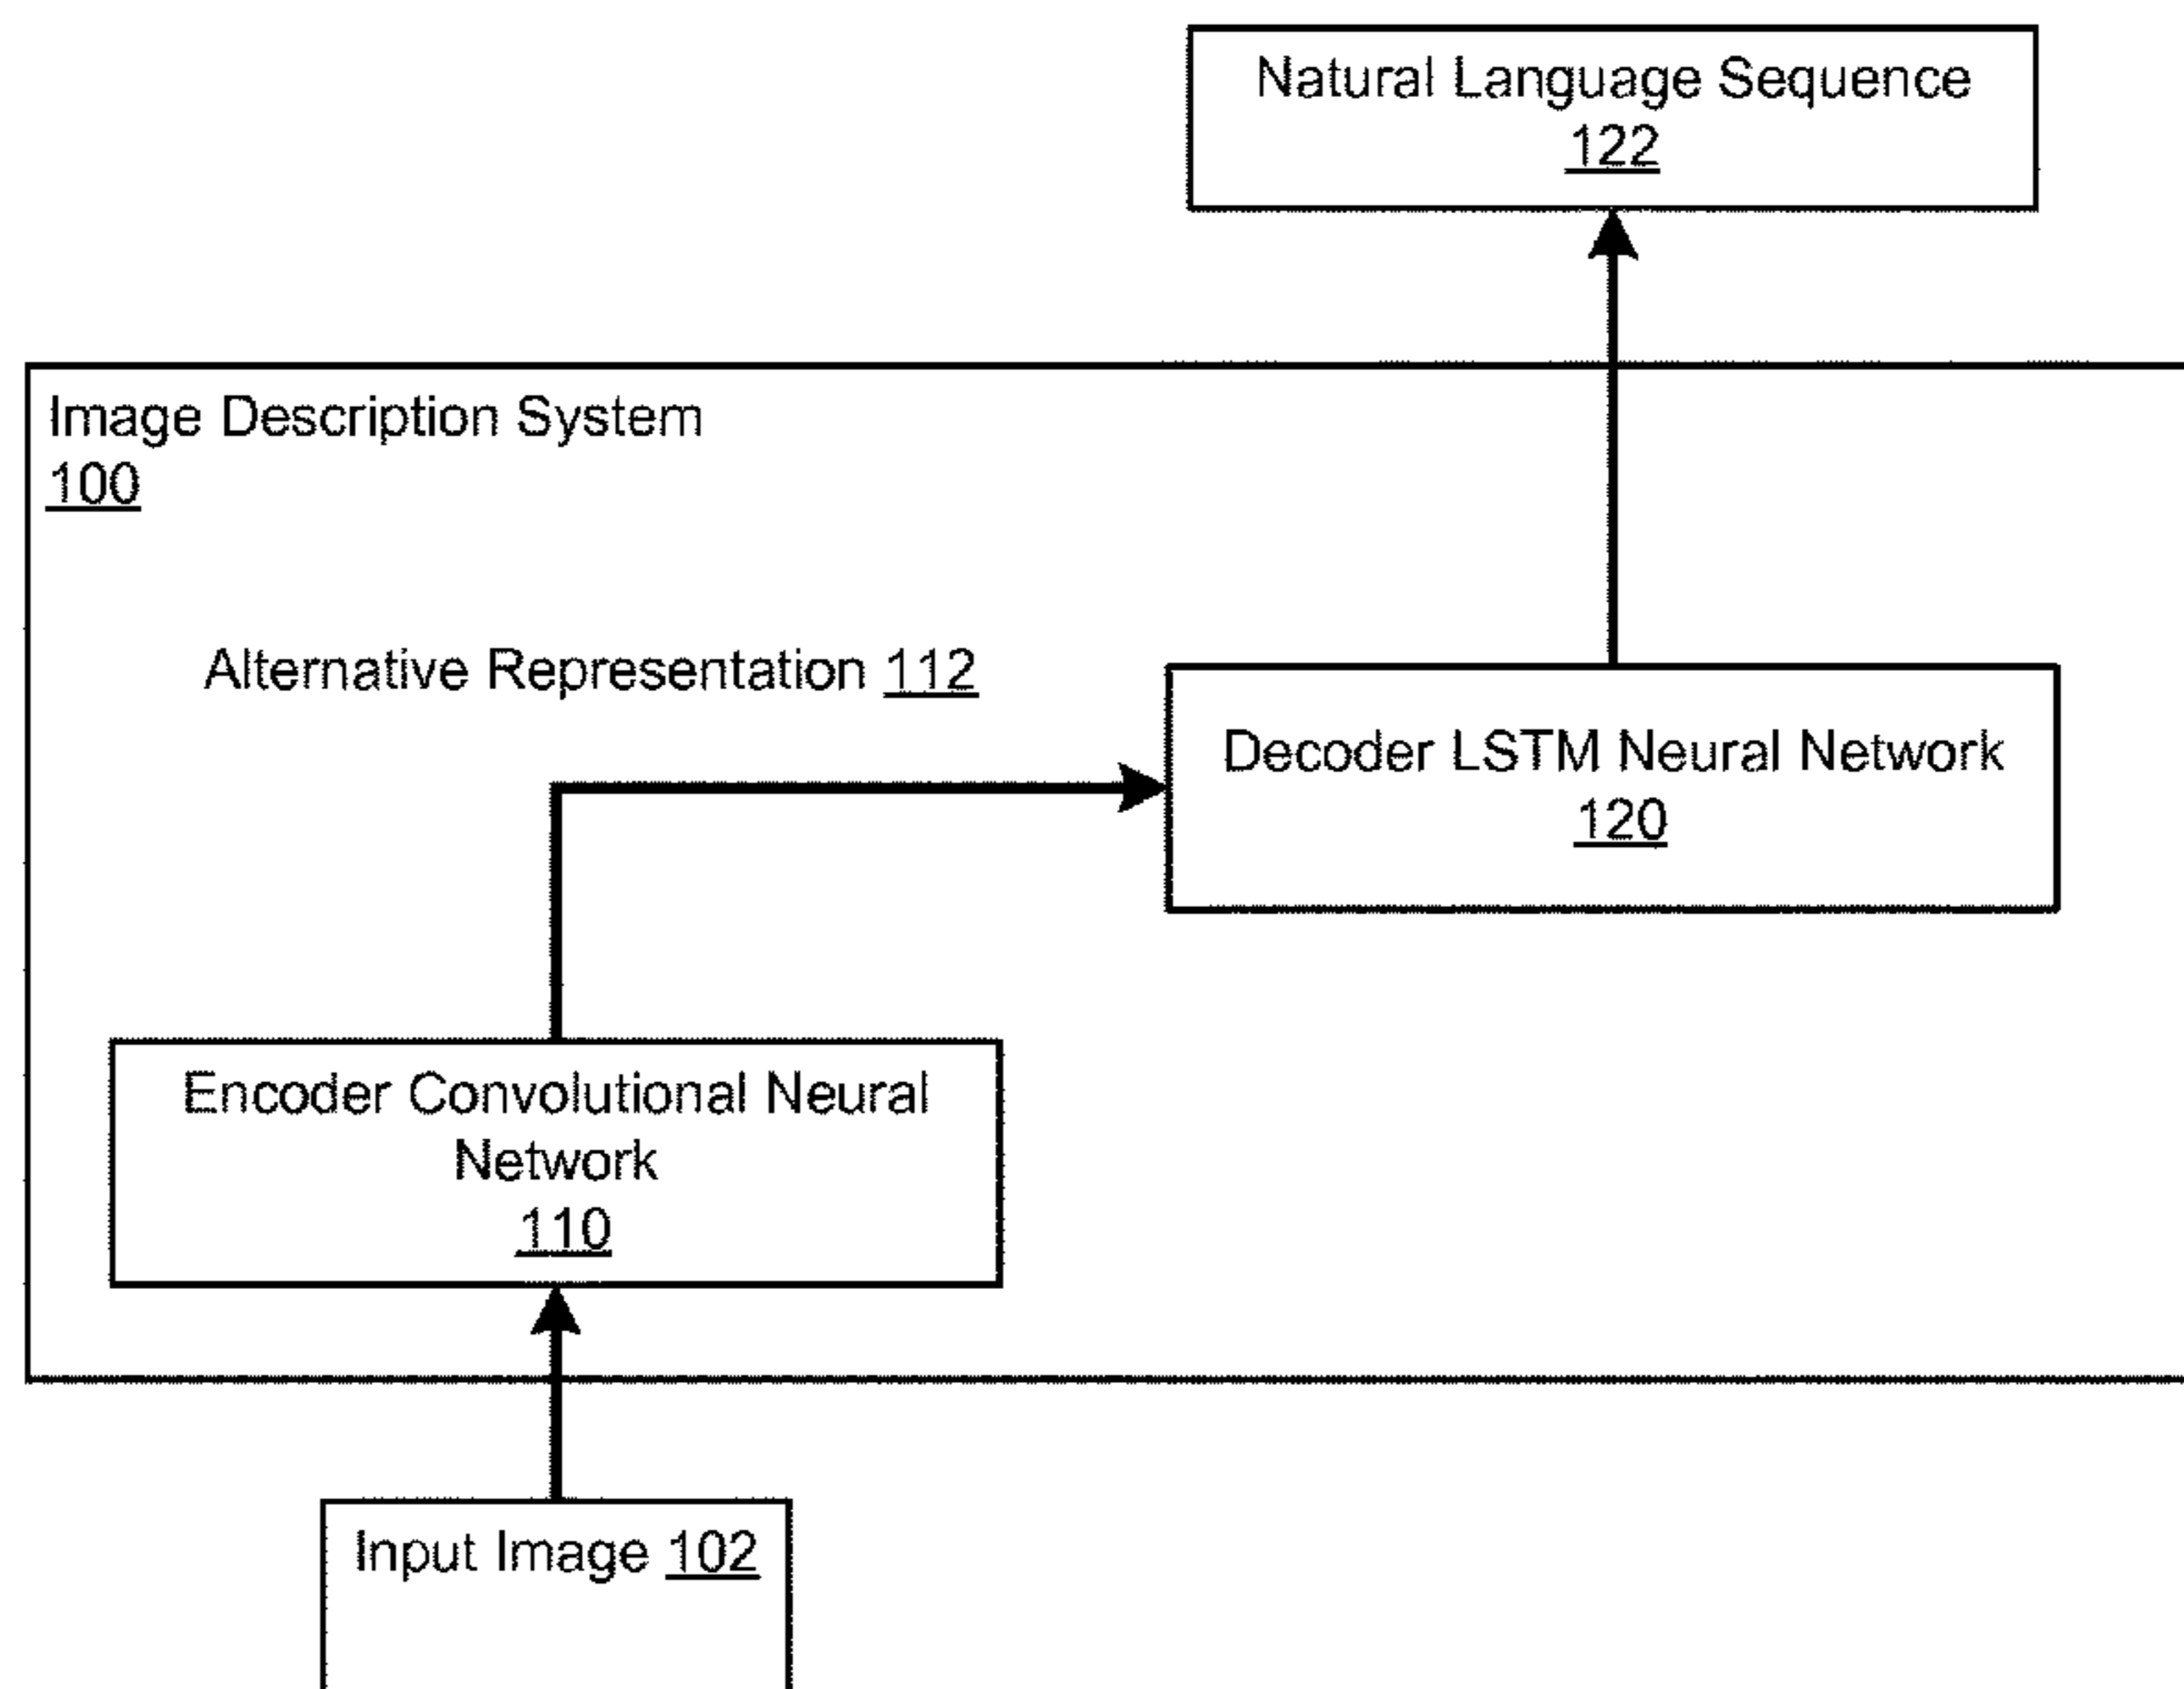 Natural Language Sequence
122
Image Description System
100
Alternative Representation 112
Decoder LSTM Neural Network
120
Encoder Convolutional Neural
Network
110
Input Image 102